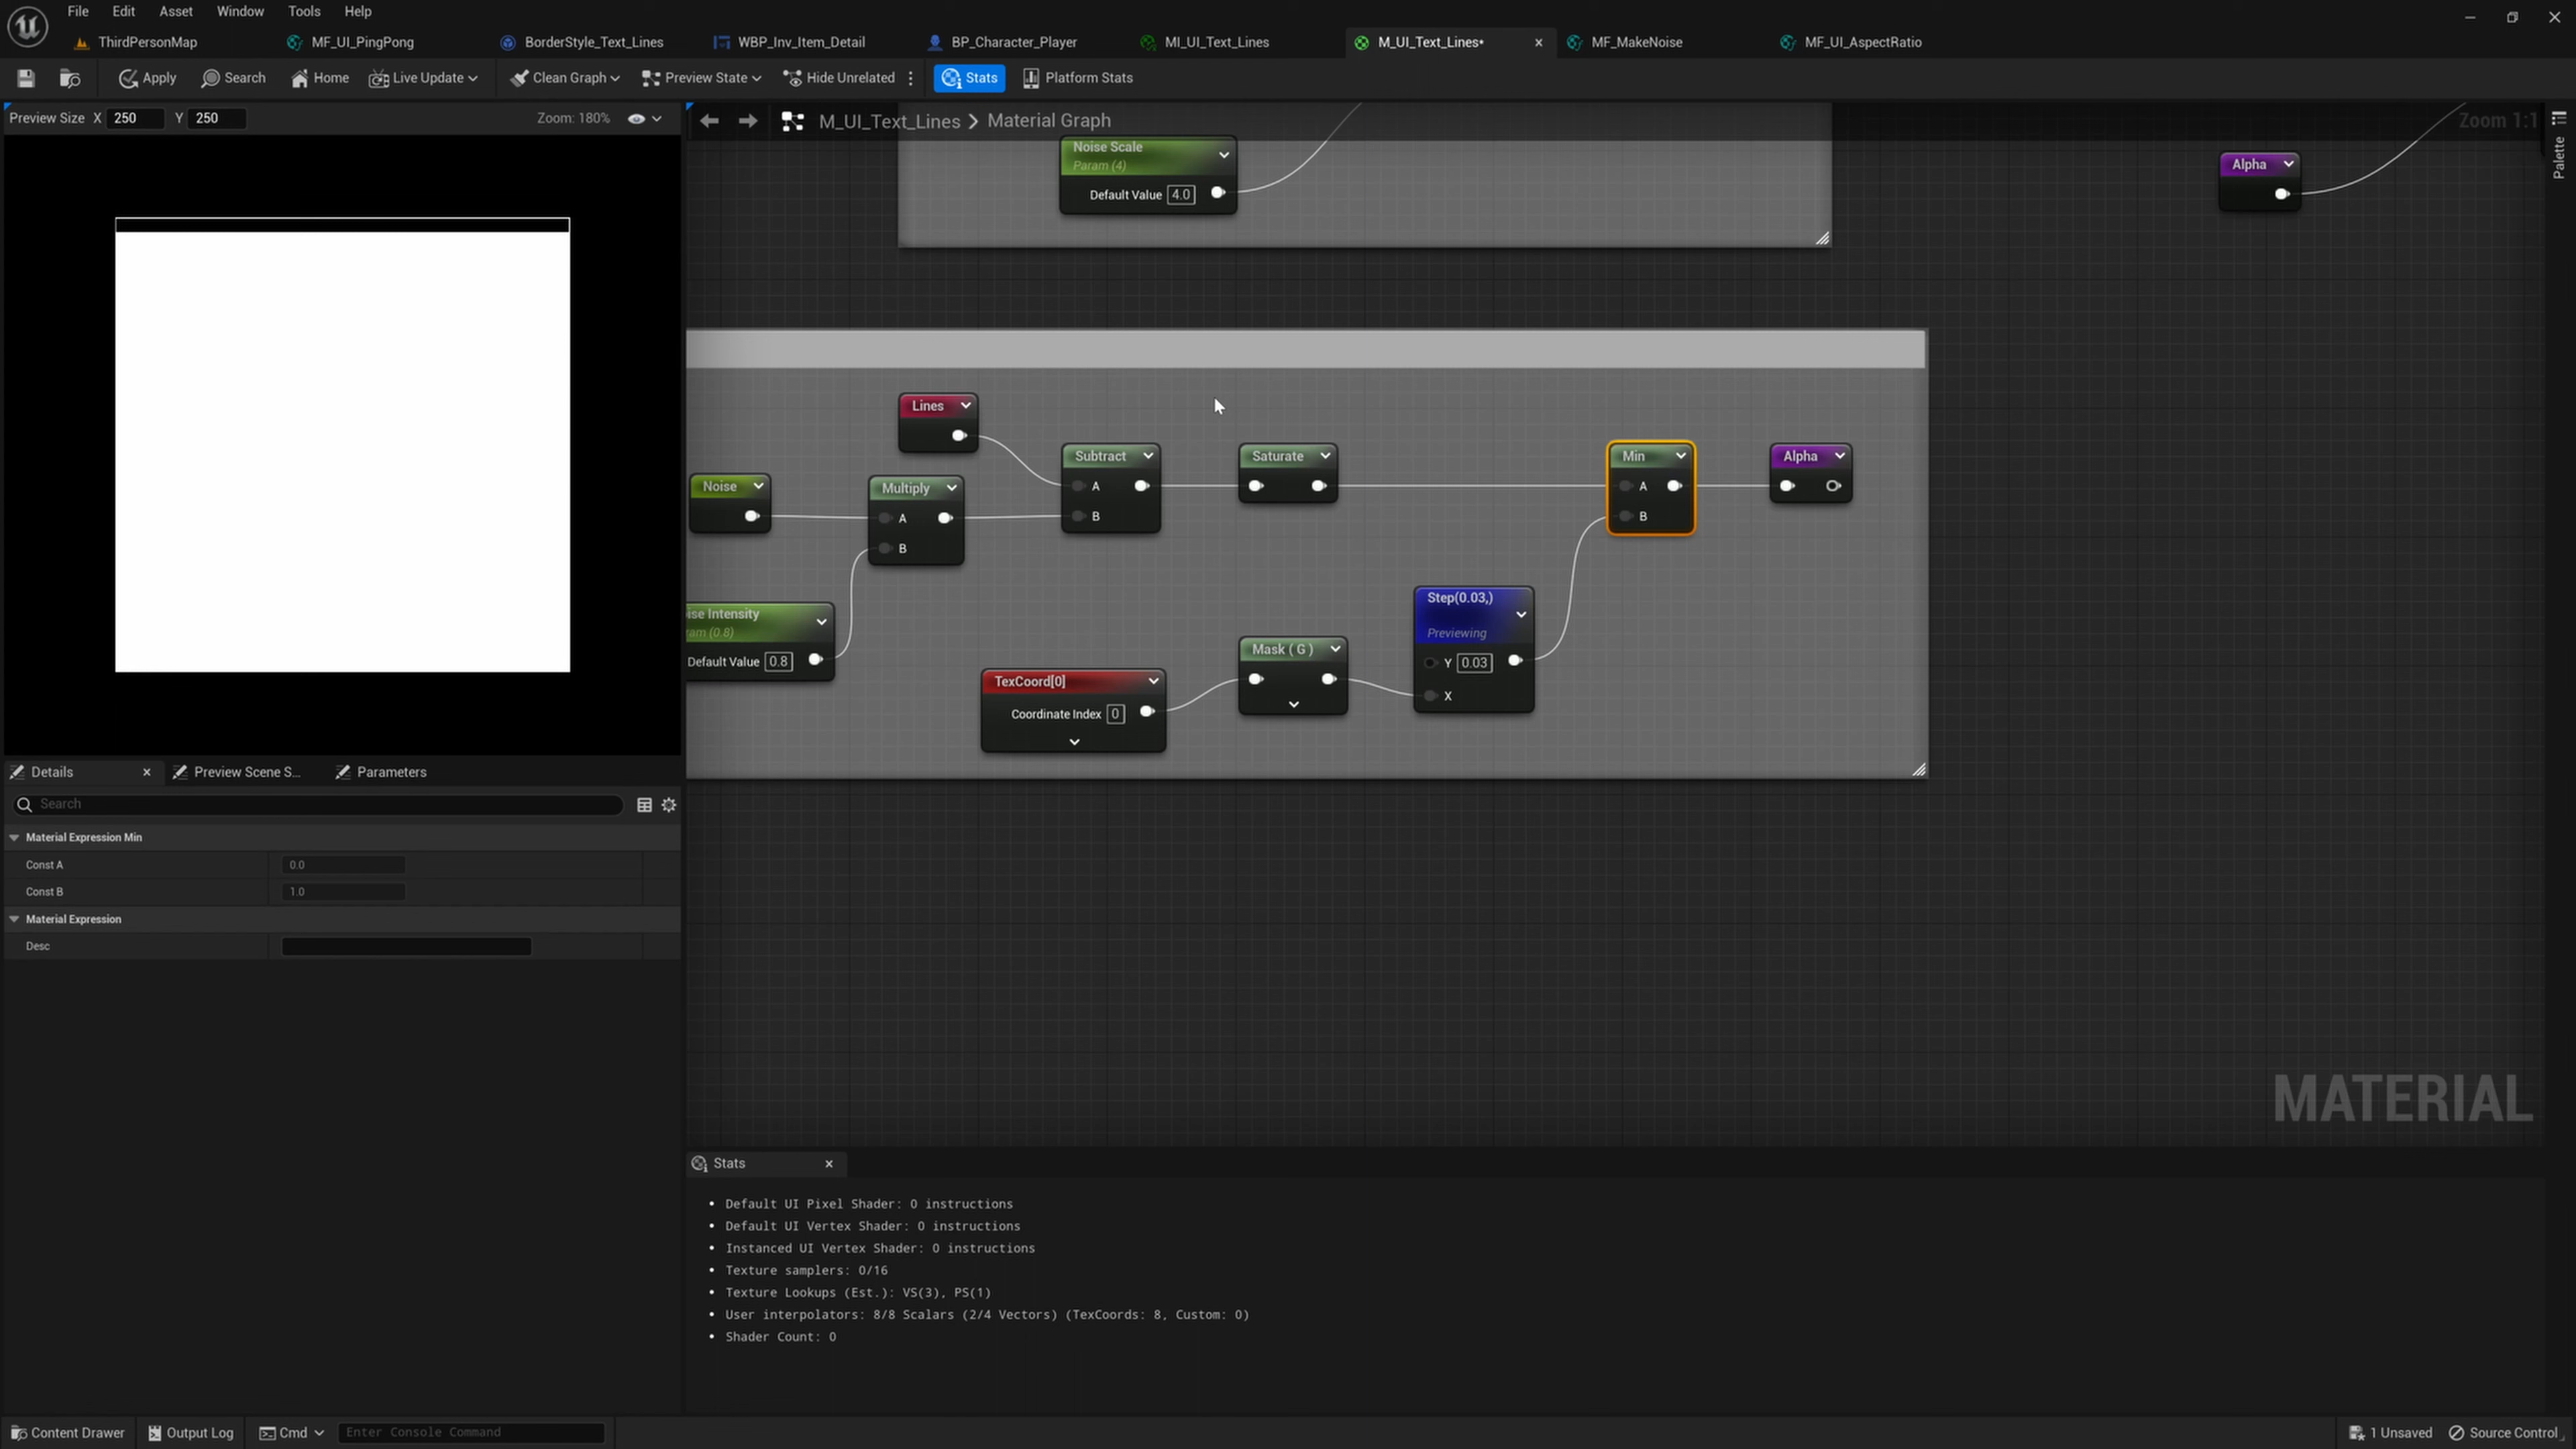 File Edit Asset Window Tools Help
ThirdPersonMap MF_UI_PingPong BorderStyle_Text_Lines WBP_Inv_Item_Detail BP_Character_Player MI_UI_Text_Lines M_UI_Text_Lines• MF_MakeNoise MF_UI_AspectRatio
Apply Search Home Live Update Clean Graph Preview State Hide Unrelated Stats Platform Stats
Preview Size X 250 Y 250 Zoom: 180%
M_UI_Text_Lines > Material Graph
Zoom 1:1
Palette
Noise Scale
Param (4)
Default Value 4.0
Alpha
Lines
Noise
Multiply
A
B
Subtract
A
B
Saturate
Min
A
B
Alpha
ise Intensity
ram (0.8)
Default Value 0.8
TexCoord[0]
Coordinate Index 0
Mask ( G )
Step(0.03,)
Previewing
Y 0.03
X
MATERIAL
Details Preview Scene S... Parameters
Search
Material Expression Min
Const A 0.0
Const B 1.0
Material Expression
Desc
Stats
• Default UI Pixel Shader: 0 instructions
• Default UI Vertex Shader: 0 instructions
• Instanced UI Vertex Shader: 0 instructions
• Texture samplers: 0/16
• Texture Lookups (Est.): VS(3), PS(1)
• User interpolators: 8/8 Scalars (2/4 Vectors) (TexCoords: 8, Custom: 0)
• Shader Count: 0
Content Drawer Output Log Cmd Enter Console Command 1 Unsaved Source Control